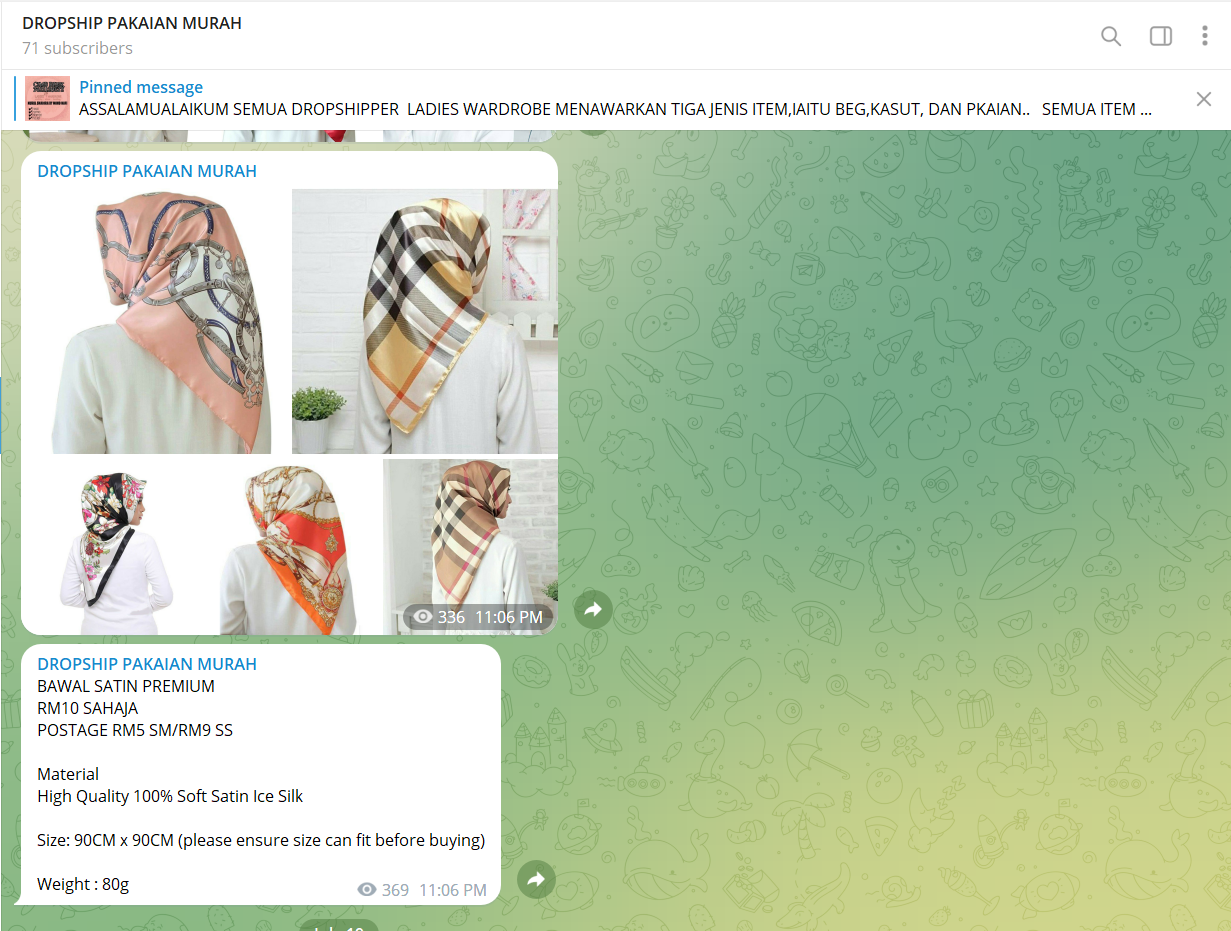 DROPSHIP PAKAIAN MURAH
71 subscribers
Pinned message
ASSALAMUALAIKUM SEMUA DROPSHIPPER LADIES WARDROBE MENAWARKAN TIGA JENIS ITEM,IAITU BEG,KASUT, DAN PKAIAN.. SEMUA ITEM ...
DROPSHIP PAKAIAN MURAH
336 11:06 PM
DROPSHIP PAKAIAN MURAH
BAWAL SATIN PREMIUM
RM10 SAHAJA
POSTAGE RM5 SM/RM9 SS
Material
High Quality 100% Soft Satin Ice Silk
Size: 90CM x 90CM (please ensure size can fit before buying)
Weight : 80g
369 11:06 PM